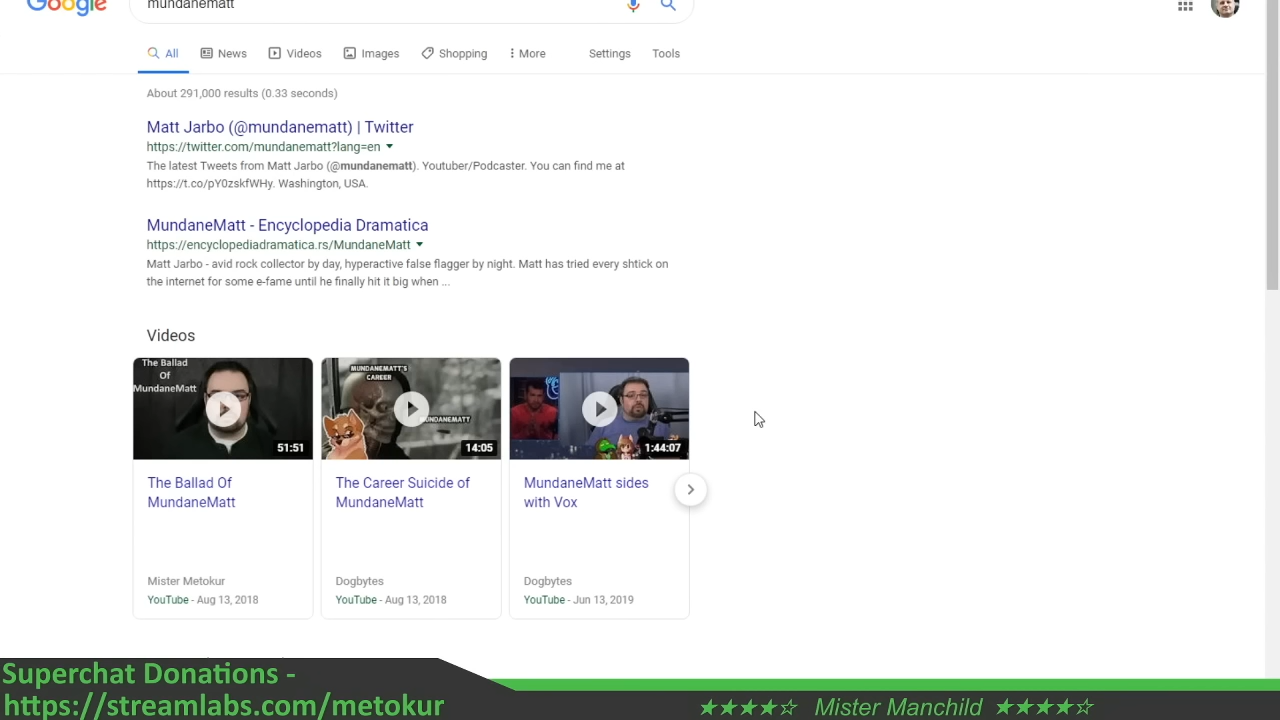 Google
mundanematt
All News Videos Images Shopping More Settings Tools
About 291,000 results (0.33 seconds)
Matt Jarbo (@mundanematt) | Twitter
https://twitter.com/mundanematt?lang=en
The latest Tweets from Matt Jarbo (@mundanematt). Youtuber/Podcaster. You can find me at
https://t.co/pY0zskfWHy. Washington, USA.
MundaneMatt - Encyclopedia Dramatica
https://encyclopediadramatica.rs/MundaneMatt
Matt Jarbo - avid rock collector by day, hyperactive false flagger by night. Matt has tried every shtick on
the internet for some e-fame until he finally hit it big when ...
Videos
The Ballad
Of
MundaneMatt
51:51
MUNDANEMATT'S
CAREER
MUNDANEMATT
14:05
1:44:07
The Ballad Of
MundaneMatt
Mister Metokur
YouTube - Aug 13, 2018
The Career Suicide of
MundaneMatt
Dogbytes
YouTube - Aug 13, 2018
MundaneMatt sides
with Vox
Dogbytes
YouTube - Jun 13, 2019
Superchat Donations -
https://streamlabs.com/metokur
★★★★☆ Mister Manchild ★★★★☆